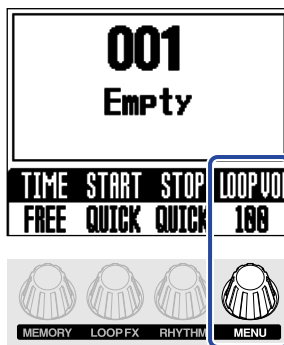 001
Empty
TIME START STOP LOOP VOL
FREE QUICK QUICK 100
MEMORY LOOP FX RHYTHM MENU